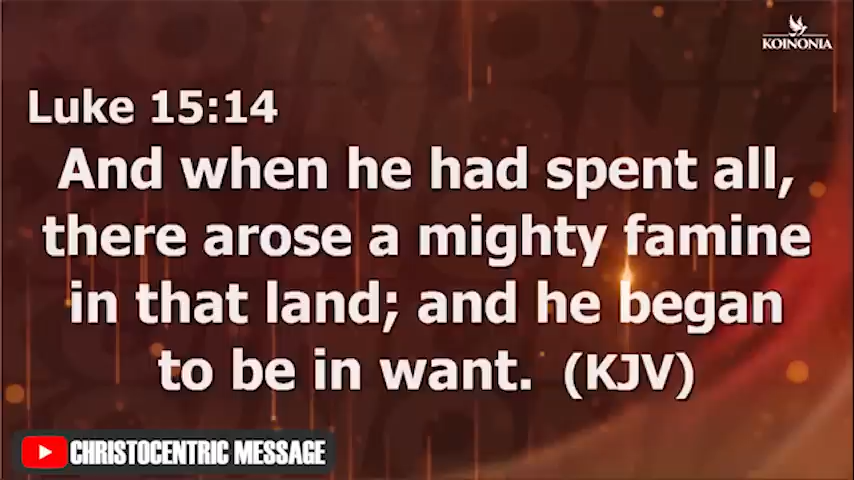 KOINONIA
Luke 15:14
And when he had spent all,
there arose a mighty famine
in that land; and he began
to be in want. (KJV)
CHRISTOCENTRIC MESSAGE